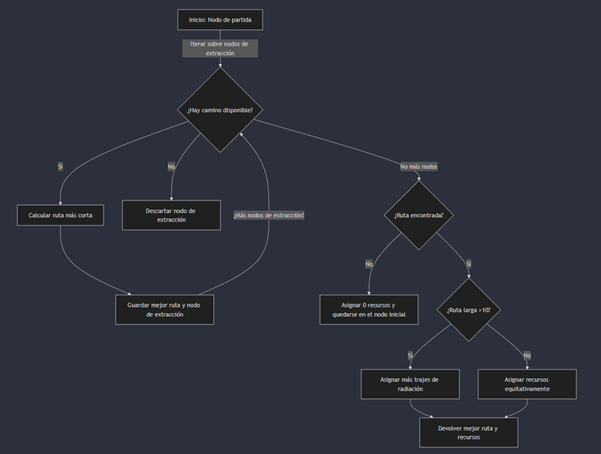 Inicio: Nodo de partida
Iterar sobre nodos de
extracción
¿Hay camino disponible?
Sí
No
No más nodos
Calcular ruta más corta
Descartar nodo de
extracción
¿Más nodos de extracción?
¿Ruta encontrada?
No
Sí
Guardar mejor ruta y nodo
de extracción
Asignar 0 recursos y
quedarse en el nodo inicial
¿Ruta larga >10?
Sí
No
Asignar más trajes de
radiación
Asignar recursos
equitativamente
Devolver mejor ruta y
recursos